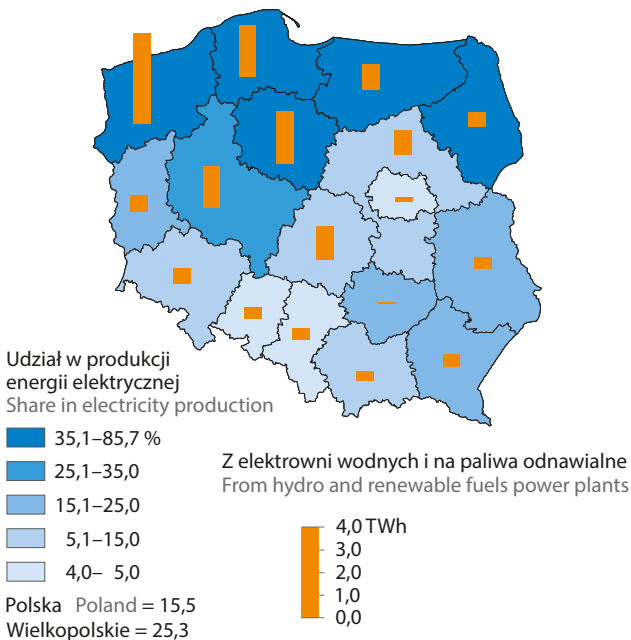 Udział w produkcji
energii elektrycznej
Share in electricity production
35,1–85,7 %
25,1–35,0
15,1–25,0
5,1–15,0
4,0– 5,0
Polska Poland = 15,5
Wielkopolskie = 25,3
Z elektrowni wodnych i na paliwa odnawialne
From hydro and renewable fuels power plants
4,0 TWh
3,0
2,0
1,0
0,0